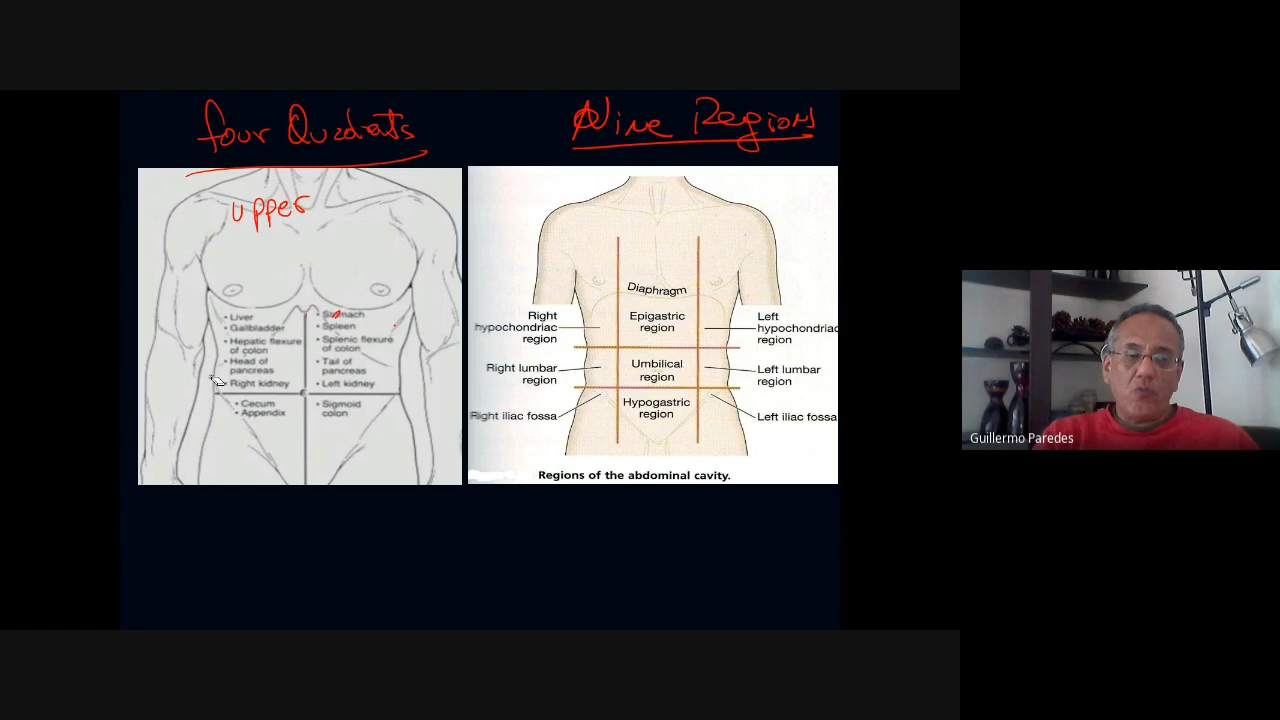 four Quadrats
Nine Regions
upper
• Liver
• Gallbladder
• Hepatic flexure
of colon
• Head of
pancreas
• Right kidney
• Cecum
• Appendix
• Stomach
• Spleen
• Splenic flexure
of colon
• Tail of
pancreas
• Left kidney
• Sigmoid
colon
Diaphragm
Right
hypochondriac
region
Epigastric
region
Left
hypochondriac
region
Right lumbar
region
Umbilical
region
Left lumbar
region
Right iliac fossa
Hypogastric
region
Left iliac fossa
Regions of the abdominal cavity.
Guillermo Paredes